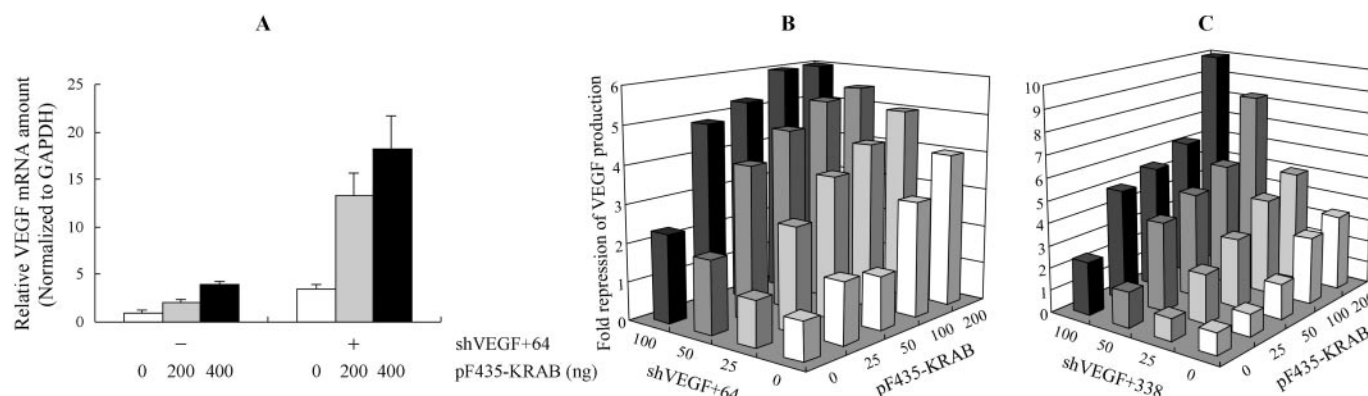 A
Relative VEGF mRNA amount
(Normalized to GAPDH)
25
20
15
10
5
0
− + shVEGF+64
0 200 400 0 200 400 pF435-KRAB (ng)
B
Fold repression of VEGF production
6
5
4
3
2
1
0
100 50 25 0
shVEGF+64
0 25 50 100 200
pF435-KRAB
C
10
9
8
7
6
5
4
3
2
1
0
100 50 25 0
shVEGF+338
0 25 50 100 200
pF435-KRAB